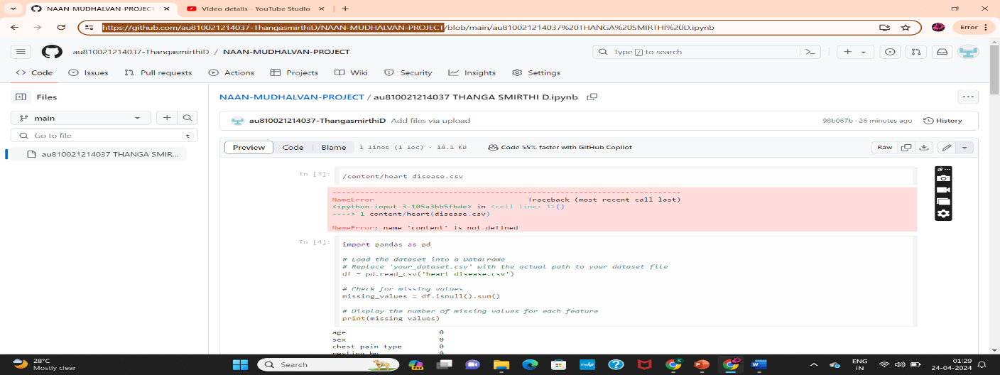 NAAN-MUDHALVAN-PROJECT
Video details - YouTube Studio
https://github.com/au810021214037-ThangasmirthiD/NAAN-MUDHALVAN-PROJECT/blob/main/au810021214037%20THANGA%20SMIRTHI%20D.ipynb
Error
au810021214037-ThangasmirthiD / NAAN-MUDHALVAN-PROJECT
Type / to search
Code
Issues
Pull requests
Actions
Projects
Wiki
Security
Insights
Settings
Files
main
Go to file
t
au810021214037 THANGA SMIR...
NAAN-MUDHALVAN-PROJECT / au810021214037 THANGA SMIRTHI D.ipynb
au810021214037-ThangasmirthiD Add files via upload
98b067b · 26 minutes ago
History
Preview
Code
Blame
1 lines (1 loc) · 14.1 KB
Code 55% faster with GitHub Copilot
Raw
In [3]:
/content/heart disease.csv
---------------------------------------------------------------------------
NameError Traceback (most recent call last)
<ipython-input-3-105a3bb5fbde> in <cell line: 1>()
----> 1 content/heart(disease.csv)
NameError: name 'content' is not defined
In [4]:
import pandas as pd
# Load the dataset into a DataFrame
# Replace 'your_dataset.csv' with the actual path to your dataset file
df = pd.read_csv('heart disease.csv')
# Check for missing values
missing_values = df.isnull().sum()
# Display the number of missing values for each feature
print(missing_values)
age 0
sex 0
chest pain type 0
resting bp 0
28°C
Mostly clear
Search
ENG
IN
01:29
24-04-2024